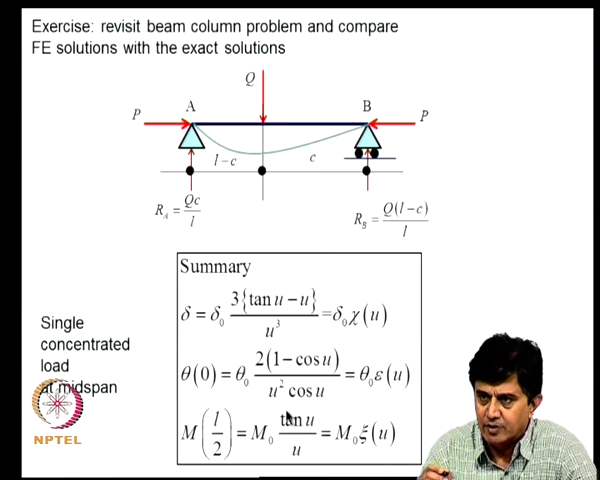 Exercise: revisit beam column problem and compare
FE solutions with the exact solutions
Q
P A B P
l-c c
R_A = Qc/l
R_B = Q(l-c)/l
Summary
δ = δ₀ 3{tan u - u}/u³ = δ₀χ(u)
θ(0) = θ₀ 2(1 - cos u)/u² cos u = θ₀ε(u)
M(l/2) = M₀ tan u/u = M₀ξ(u)
Single
concentrated
load
at midspan
NPTEL